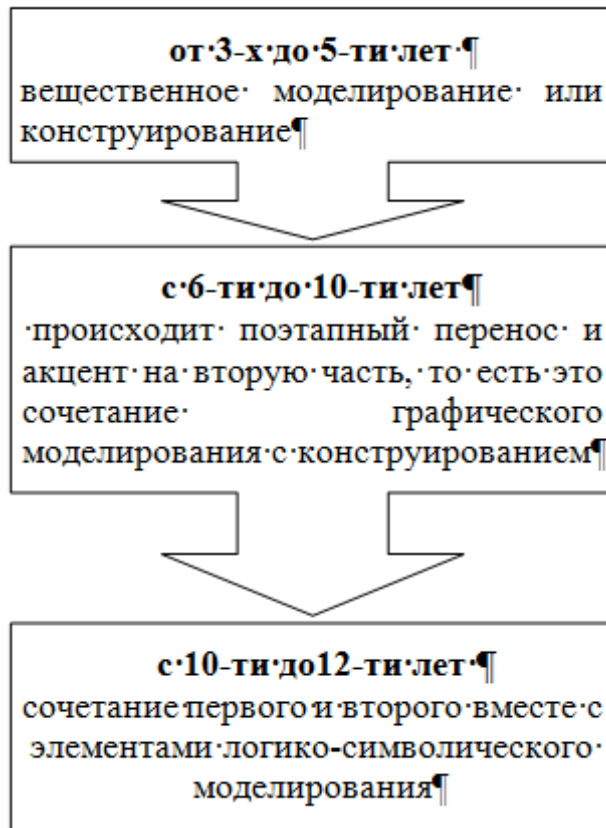 от·3-х·до·5-ти·лет·¶
вещественное· моделирование· или
конструирование¶
с·6-ти·до·10-ти·лет¶
·происходит· поэтапный· перенос· и
акцент·на·вторую·часть,·то·есть·это
сочетание· графического
моделирования·с·конструированием¶
с·10-ти·до12-ти·лет·¶
сочетание·первого·и·второго·вместе·с
элементами·логико-символического·
моделирования¶